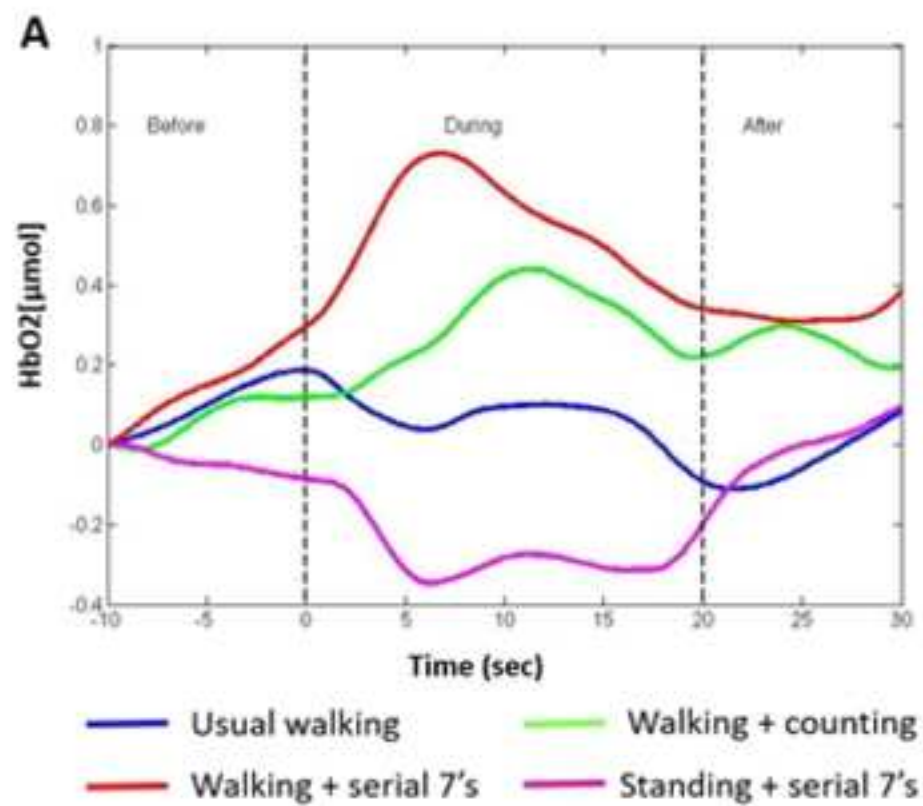 A
1
Before During After
0.8
0.6
0.4
0.2
0
-0.2
-0.4
HbO2[µmol]
-10 -5 0 5 10 15 20 25 30
Time (sec)
Usual walking Walking + counting
Walking + serial 7's Standing + serial 7's